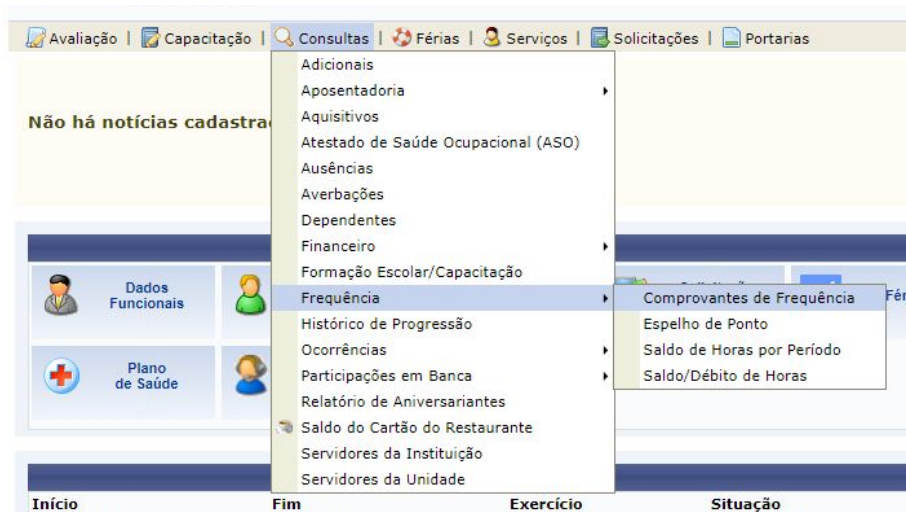 Avaliação | Capacitação | Consultas | Férias | Serviços | Solicitações | Portarias
Não há notícias
Adicionais
Aposentadoria
Aquisitivos
Atestado de Saúde Ocupacional (ASO)
Ausências
Averbações
Dependentes
Financeiro
Formação Escolar/Capacitação
Frequência
Histórico de Progressão
Ocorrências
Participações em Banca
Relatório de Aniversariantes
Saldo do Cartão do Restaurante
Servidores da Instituição
Servidores da Unidade
Comprovantes de Frequência
Espelho de Ponto
Saldo de Horas por Período
Saldo/Débito de Horas
Dados
Funcionais
Plano
de Saúde
Início Fim Exercício Situação